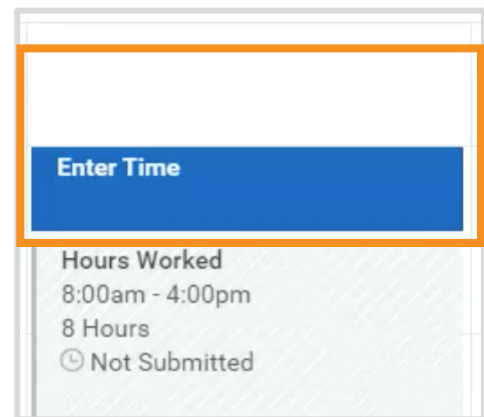 Enter Time
Hours Worked
8:00am - 4:00pm
8 Hours
Not Submitted